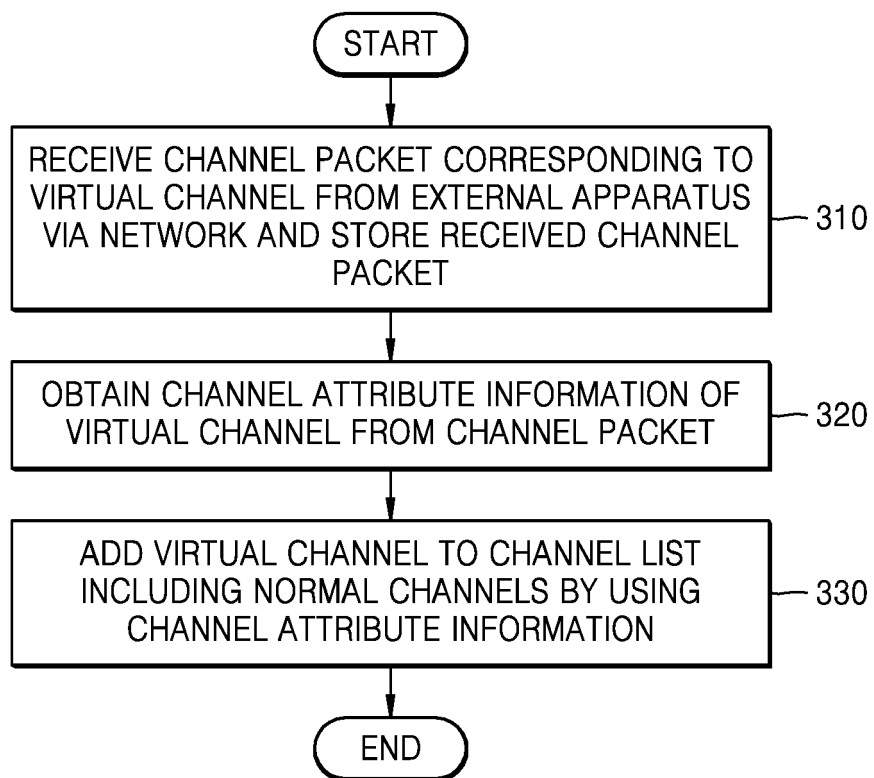 START
RECEIVE CHANNEL PACKET CORRESPONDING TO
VIRTUAL CHANNEL FROM EXTERNAL APPARATUS
VIA NETWORK AND STORE RECEIVED CHANNEL
PACKET
310
OBTAIN CHANNEL ATTRIBUTE INFORMATION OF
VIRTUAL CHANNEL FROM CHANNEL PACKET
320
ADD VIRTUAL CHANNEL TO CHANNEL LIST
INCLUDING NORMAL CHANNELS BY USING
CHANNEL ATTRIBUTE INFORMATION
330
END